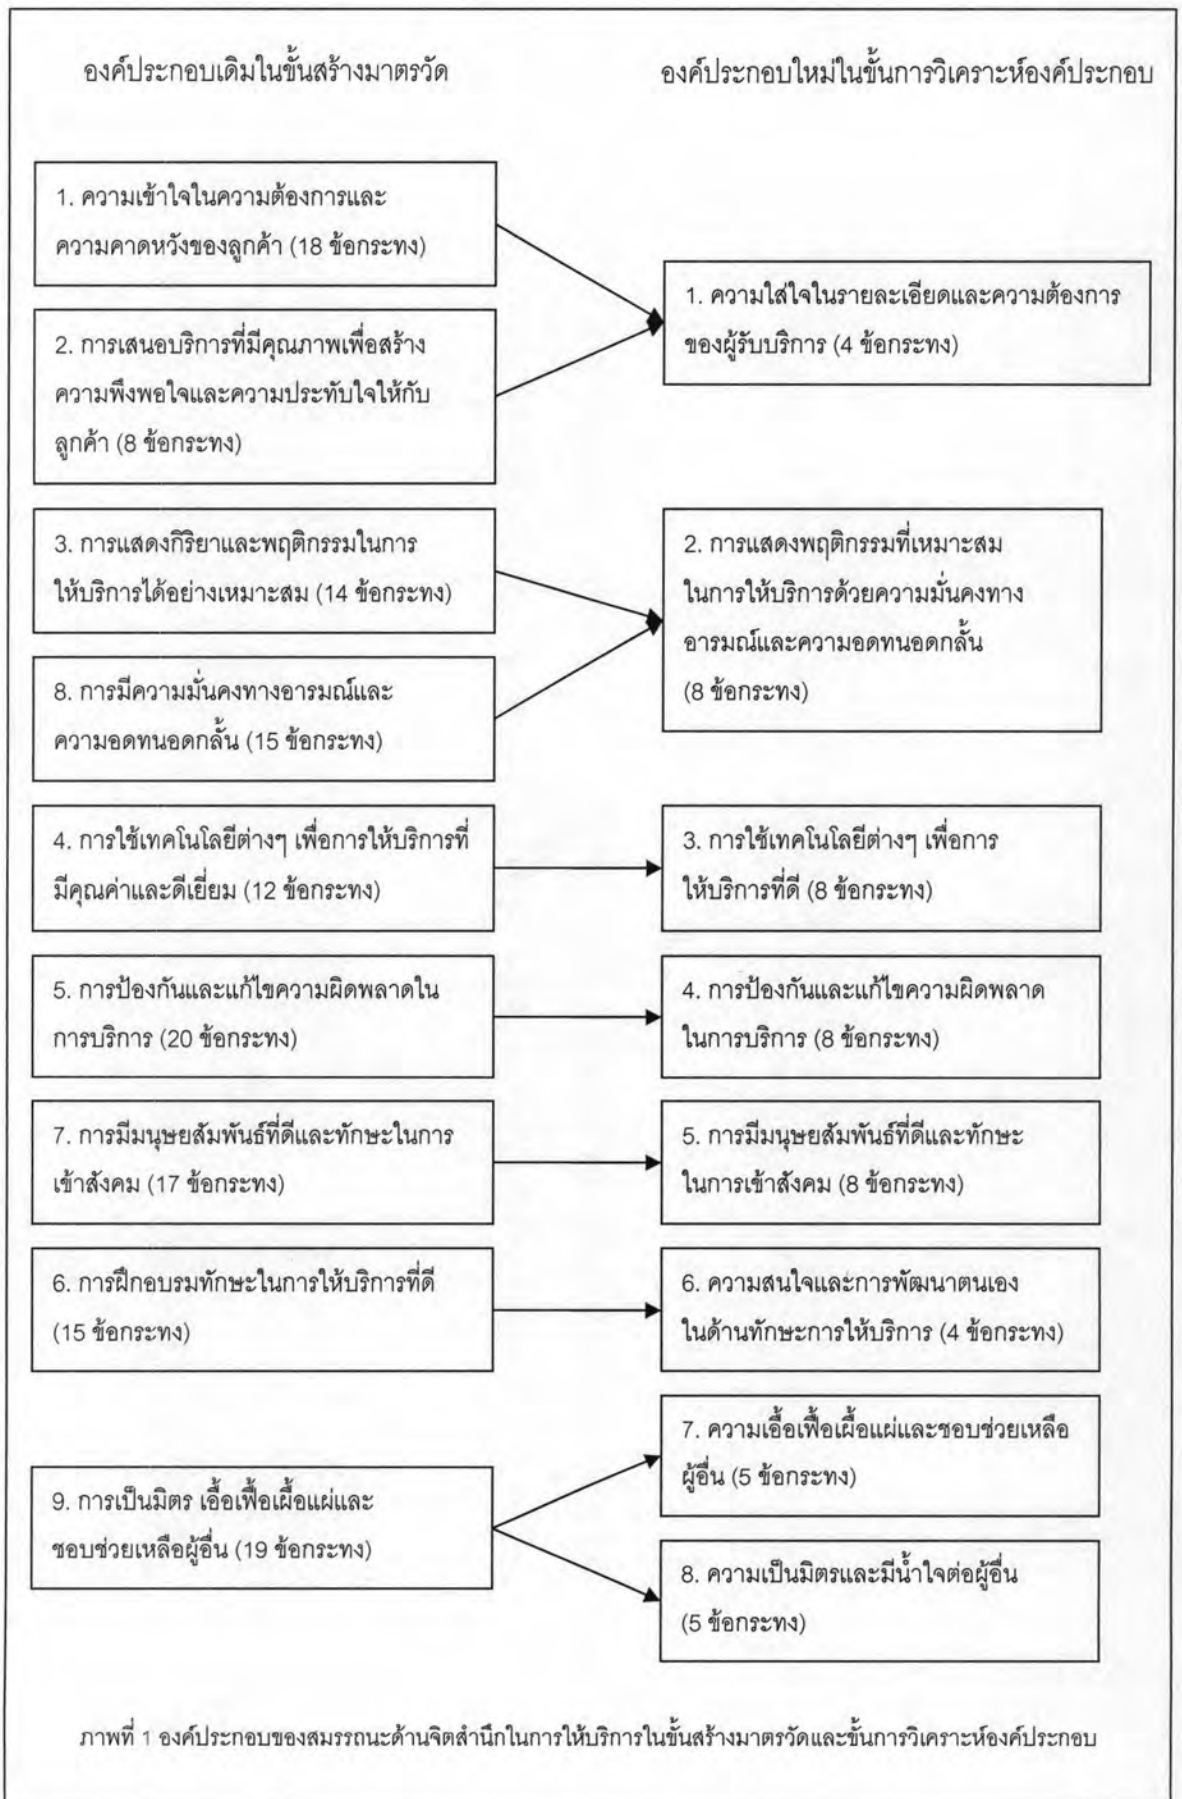 องค์ประกอบเดิมในขั้นสร้างมาตรวัด
องค์ประกอบใหม่ในขั้นการวิเคราะห์องค์ประกอบ
1. ความเข้าใจในความต้องการและ
ความคาดหวังของลูกค้า (18 ข้อกระทง)
1. ความใส่ใจในรายละเอียดและความต้องการ
ของผู้รับบริการ (4 ข้อกระทง)
2. การเสนอบริการที่มีคุณภาพเพื่อสร้าง
ความพึงพอใจและความประทับใจให้กับ
ลูกค้า (8 ข้อกระทง)
3. การแสดงกิริยาและพฤติกรรมในการ
ให้บริการได้อย่างเหมาะสม (14 ข้อกระทง)
2. การแสดงพฤติกรรมที่เหมาะสม
ในการให้บริการด้วยความมั่นคงทาง
อารมณ์และความอดทนอดกลั้น
(8 ข้อกระทง)
8. การมีความมั่นคงทางอารมณ์และ
ความอดทนอดกลั้น (15 ข้อกระทง)
4. การใช้เทคโนโลยีต่างๆ เพื่อการให้บริการที่
มีคุณค่าและดีเยี่ยม (12 ข้อกระทง)
3. การใช้เทคโนโลยีต่างๆ เพื่อการ
ให้บริการที่ดี (8 ข้อกระทง)
5. การป้องกันและแก้ไขความผิดพลาดใน
การบริการ (20 ข้อกระทง)
4. การป้องกันและแก้ไขความผิดพลาด
ในการบริการ (8 ข้อกระทง)
7. การมีมนุษยสัมพันธ์ที่ดีและทักษะในการ
เข้าสังคม (17 ข้อกระทง)
5. การมีมนุษยสัมพันธ์ที่ดีและทักษะ
ในการเข้าสังคม (8 ข้อกระทง)
6. การฝึกอบรมทักษะในการให้บริการที่ดี
(15 ข้อกระทง)
6. ความสนใจและการพัฒนาตนเอง
ในด้านทักษะการให้บริการ (4 ข้อกระทง)
9. การเป็นมิตร เอื้อเฟื้อเผื้อแผ่และ
ชอบช่วยเหลือผู้อื่น (19 ข้อกระทง)
7. ความเอื้อเฟื้อเผื้อแผ่และชอบช่วยเหลือ
ผู้อื่น (5 ข้อกระทง)
8. ความเป็นมิตรและมีน้ำใจต่อผู้อื่น
(5 ข้อกระทง)
ภาพที่ 1 องค์ประกอบของสมรรถนะด้านจิตสำนึกในการให้บริการในขั้นสร้างมาตรวัดและขั้นการวิเคราะห์องค์ประกอบ